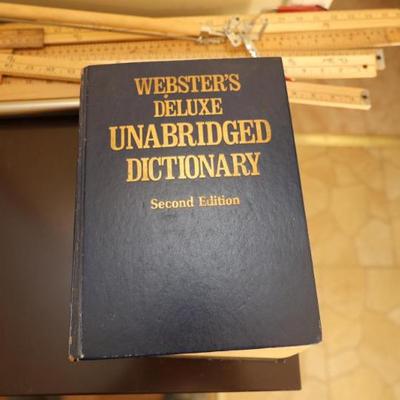 WEBSTER'S
DELUXE
UNABRIDGED
DICTIONARY
Second Edition